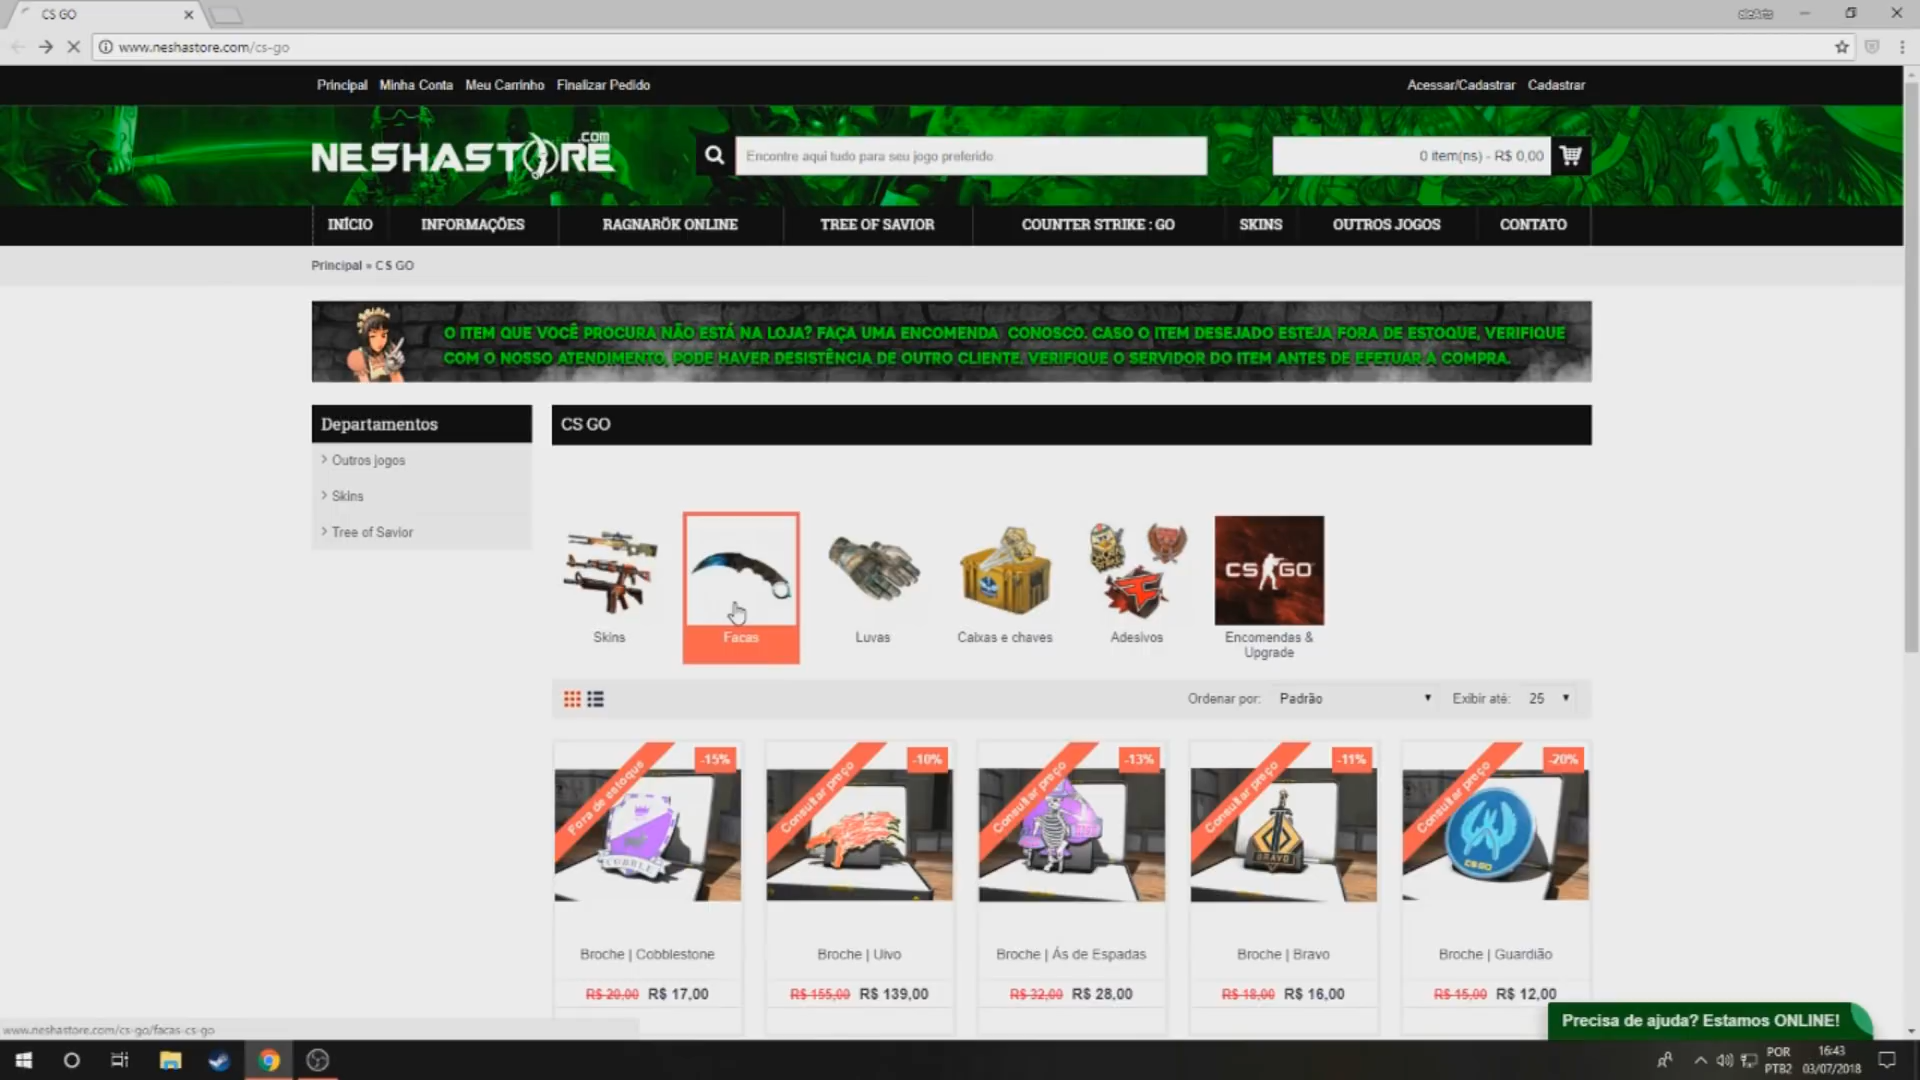 CS GO
www.neshastore.com/cs-go
Principal Minha Conta Meu Carrinho Finalizar Pedido
Acessar/Cadastrar Cadastrar
NESHASTORE.COM
Encontre aqui tudo para seu jogo preferido
0 item(ns) - R$ 0,00
INÍCIO INFORMAÇÕES RAGNARÖK ONLINE TREE OF SAVIOR COUNTER STRIKE : GO SKINS OUTROS JOGOS CONTATO
Principal » CS GO
O ITEM QUE VOCÊ PROCURA NÃO ESTÁ NA LOJA? FAÇA UMA ENCOMENDA CONOSCO. CASO O ITEM DESEJADO ESTEJA FORA DE ESTOQUE, VERIFIQUE
COM O NOSSO ATENDIMENTO, PODE HAVER DESISTÊNCIA DE OUTRO CLIENTE. VERIFIQUE O SERVIDOR DO ITEM ANTES DE EFETUAR A COMPRA.
Departamentos
Outros jogos
Skins
Tree of Savior
CS GO
CS GO
Skins Facas Luvas Caixas e chaves Adesivos Encomendas &
Upgrade
Ordenar por: Padrão Exibir até: 25
Fora de estoque -15% Consultar preço -10% Consultar preço -13% Consultar preço -11% Consultar preço -20%
COBBLE
BRAVO
CS GO
Broche | Cobblestone Broche | Uivo Broche | Ás de Espadas Broche | Bravo Broche | Guardião
R$ 20,00 R$ 17,00 R$ 155,00 R$ 139,00 R$ 32,00 R$ 28,00 R$ 18,00 R$ 16,00 R$ 15,00 R$ 12,00
Precisa de ajuda? Estamos ONLINE!
www.neshastore.com/cs-go/facas-cs-go
POR 16:43
PTB2 03/07/2018